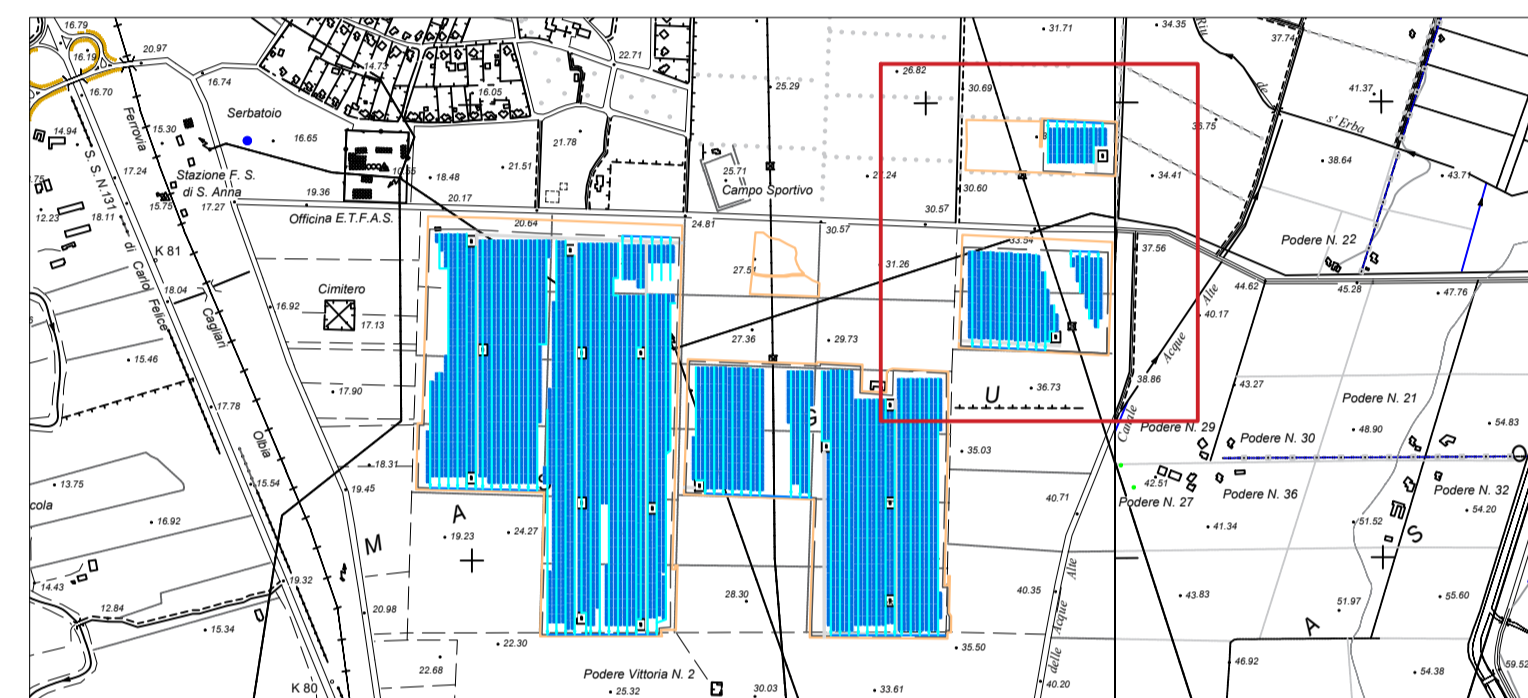 16.79
16.19
20.97
16.70
16.74
14.73
16.05
22.71
25.29
26.82
31.71
34.35
Riu
37.74
30.69
41.37
36.75
de
s' Erba
38.64
43.71
34.41
Serbatoio
Ferrovia
15.30
16.65
14.94
17.24
Stazione F. S.
di S. Anna
15.75
17.27
18.11
12.23
S. S. N.131
di Carlo Felice
K 81
19.36
Officina E.T.F.A.S.
18.48
20.17
21.51
21.78
20.64
24.81
25.71
Campo Sportivo
30.60
30.57
30.57
33.54
37.56
31.26
Podere N. 22
44.62
45.28
47.76
40.17
Alte
Acque
Canale
38.86
Cimitero
17.13
16.92
18.04
Cagliari
15.46
17.90
17.78
27.36
29.73
36.73
U
43.27
Podere N. 21
48.90
54.83
Podere N. 29
Podere N. 30
Podere N. 36
Podere N. 32
54.20
Podere N. 27
42.51
41.34
51.52
S
O
Olbia
15.54
18.31
19.45
13.75
cola
16.92
A
M
19.23
24.27
G
35.03
40.71
40.35
Alte
Acque
delle
40.20
43.83
51.97
55.60
A
46.92
54.38
59.52
14.43
12.84
15.34
19.32
20.98
22.30
22.68
K 80
28.30
Podere Vittoria N. 2
25.32
30.03
33.61
35.50